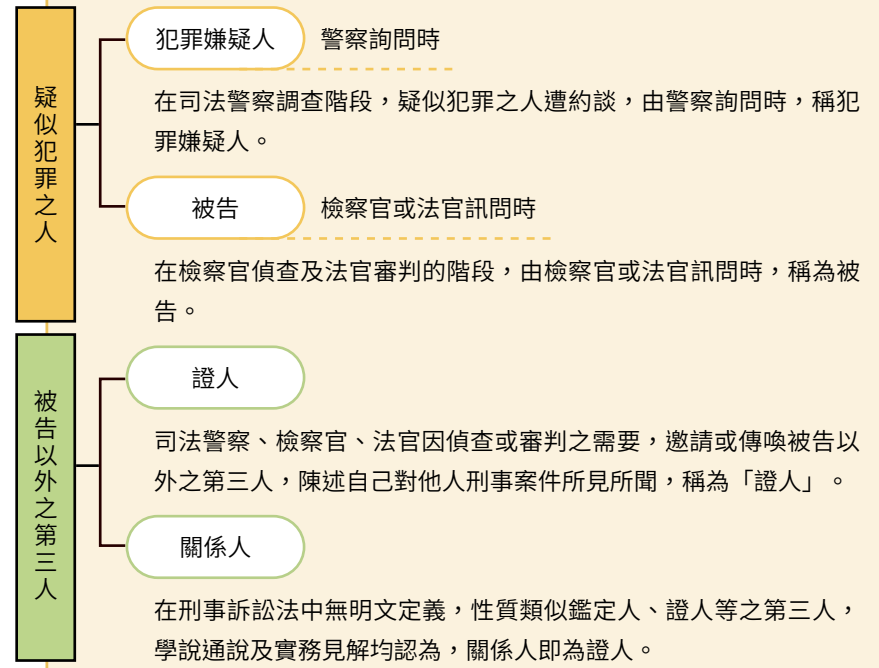 疑似犯罪之人
犯罪嫌疑人 警察詢問時
在司法警察調查階段，疑似犯罪之人遭約談，由警察詢問時，稱犯
罪嫌疑人。
被告 檢察官或法官訊問時
在檢察官偵查及法官審判的階段，由檢察官或法官訊問時，稱為被
告。
被告以外之第三人
證人
司法警察、檢察官、法官因偵查或審判之需要，邀請或傳喚被告以
外之第三人，陳述自己對他人刑事案件所見所聞，稱為「證人」。
關係人
在刑事訴訟法中無明文定義，性質類似鑑定人、證人等之第三人，
學說通說及實務見解均認為，關係人即為證人。